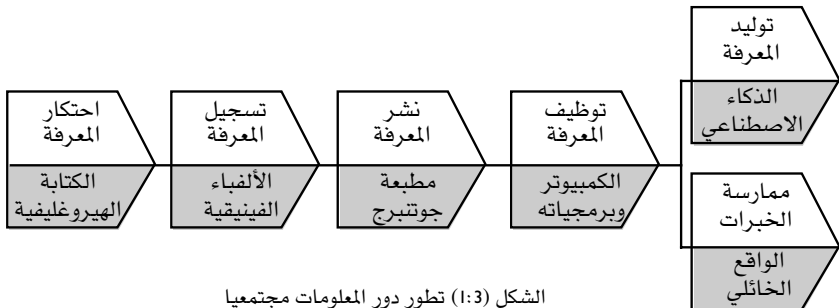 احتكار
المعرفة
الكتابة
الهيروغليفية
تسجيل
المعرفة
الألفباء
الفينيقية
نشر
المعرفة
مطبعة
جوتنبرج
توظيف
المعرفة
الكمبيوتر
وبرمجياته
توليد
المعرفة
الذكاء
الاصطناعي
ممارسة
الخبرات
الواقع
الخائلي
الشكل (1:3) تطور دور المعلومات مجتمعيا